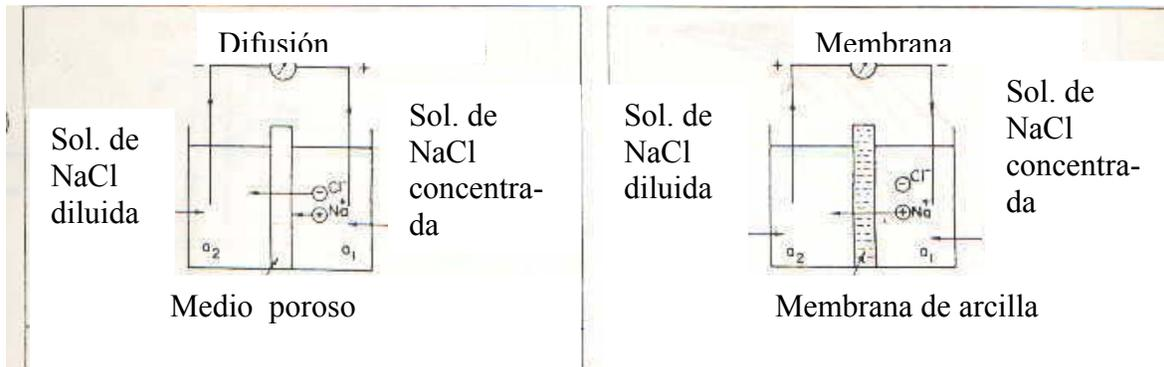 Difusión
- +
Sol. de
NaCl
diluida
Sol. de
NaCl
concentra-
da
Cl⁻
Na⁺
a₂
a₁
Medio poroso
Membrana
+ -
Sol. de
NaCl
diluida
Sol. de
NaCl
concentra-
da
Cl⁻
Na⁺
a₂
a₁
Membrana de arcilla